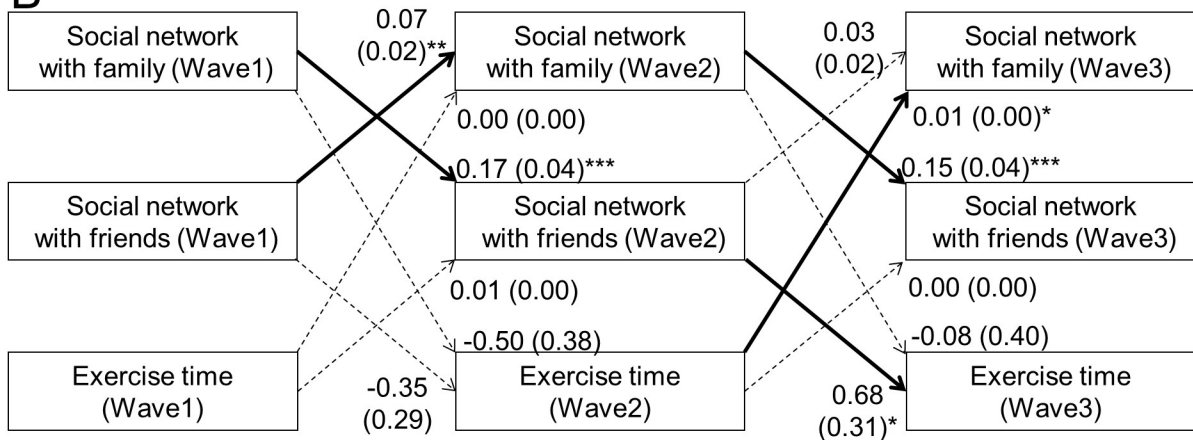 B
0.07
(0.02)**
Social network
with family (Wave1)
Social network
with family (Wave2)
0.03
(0.02)
Social network
with family (Wave3)
0.00 (0.00)
0.01 (0.00)*
0.17 (0.04)***
0.15 (0.04)***
Social network
with friends (Wave1)
Social network
with friends (Wave2)
Social network
with friends (Wave3)
0.01 (0.00)
0.00 (0.00)
-0.50 (0.38)
-0.08 (0.40)
Exercise time
(Wave1)
-0.35
(0.29)
Exercise time
(Wave2)
0.68
(0.31)*
Exercise time
(Wave3)